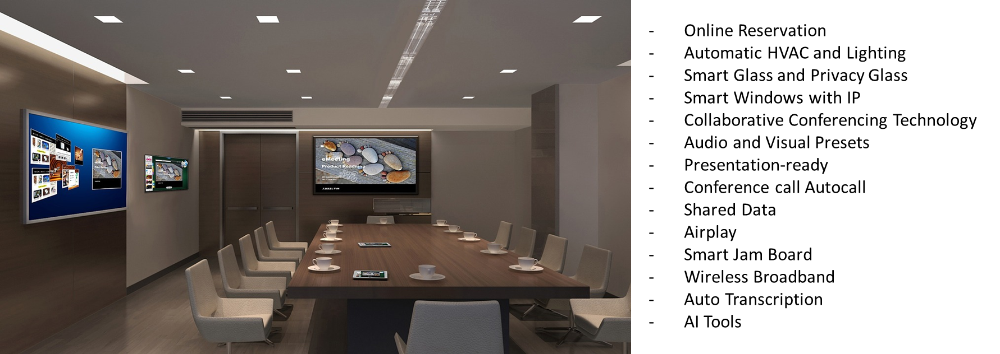 eMeeting
Product Roadmap
- Online Reservation
- Automatic HVAC and Lighting
- Smart Glass and Privacy Glass
- Smart Windows with IP
- Collaborative Conferencing Technology
- Audio and Visual Presets
- Presentation-ready
- Conference call Autocall
- Shared Data
- Airplay
- Smart Jam Board
- Wireless Broadband
- Auto Transcription
- AI Tools